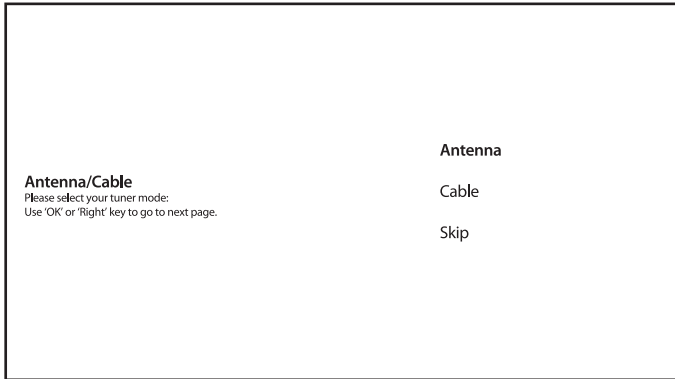 Antenna/Cable
Please select your tuner mode:
Use ‘OK’ or ‘Right’ key to go to next page.
Antenna
Cable
Skip